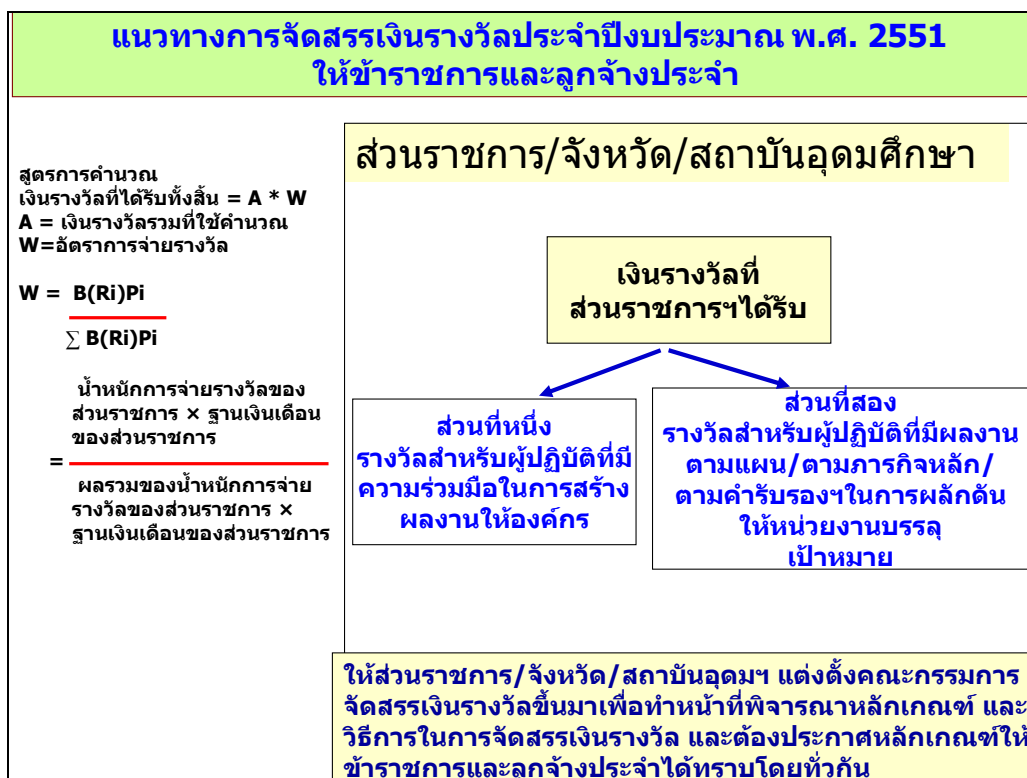 แนวทางการจัดสรรเงินรางวัลประจำปีงบประมาณ พ.ศ. 2551
ให้ข้าราชการและลูกจ้างประจำ
สูตรการคำนวณ
เงินรางวัลที่ได้รับทั้งสิ้น = A * W
A = เงินรางวัลรวมที่ใช้คำนวณ
W=อัตราการจ่ายรางวัล
W = B(Ri)Pi
∑ B(Ri)Pi
น้ำหนักการจ่ายรางวัลของ
ส่วนราชการ × ฐานเงินเดือน
ของส่วนราชการ
=
ผลรวมของน้ำหนักการจ่าย
รางวัลของส่วนราชการ ×
ฐานเงินเดือนของส่วนราชการ
ส่วนราชการ/จังหวัด/สถาบันอุดมศึกษา
เงินรางวัลที่
ส่วนราชการฯได้รับ
ส่วนที่หนึ่ง
รางวัลสำหรับผู้ปฏิบัติที่มี
ความร่วมมือในการสร้าง
ผลงานให้องค์กร
ส่วนที่สอง
รางวัลสำหรับผู้ปฏิบัติที่มีผลงาน
ตามแผน/ตามภารกิจหลัก/
ตามคำรับรองฯในการผลักดัน
ให้หน่วยงานบรรลุ
เป้าหมาย
ให้ส่วนราชการ/จังหวัด/สถาบันอุดมฯ แต่งตั้งคณะกรรมการ
จัดสรรเงินรางวัลขึ้นมาเพื่อทำหน้าที่พิจารณาหลักเกณฑ์ และ
วิธีการในการจัดสรรเงินรางวัล และต้องประกาศหลักเกณฑ์ให้
ข้าราชการและลูกจ้างประจำได้ทราบโดยทั่วกัน